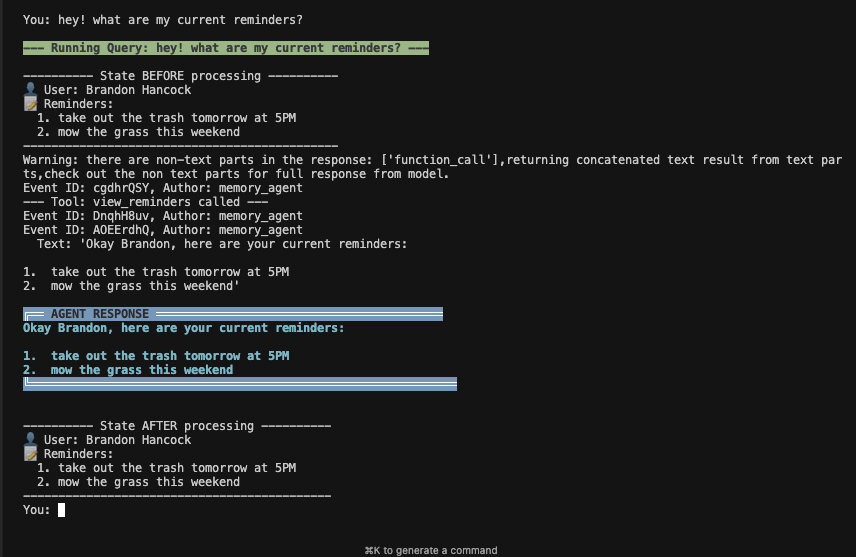 You: hey! what are my current reminders?
--- Running Query: hey! what are my current reminders? ---
---------- State BEFORE processing ----------
👤 User: Brandon Hancock
📝 Reminders:
1. take out the trash tomorrow at 5PM
2. mow the grass this weekend
---------------------------------------------
Warning: there are non-text parts in the response: ['function_call'],returning concatenated text result from text par
ts,check out the non text parts for full response from model.
Event ID: cgdhrQSY, Author: memory_agent
--- Tool: view_reminders called ---
Event ID: DnqhH8uv, Author: memory_agent
Event ID: AOEErdhQ, Author: memory_agent
Text: 'Okay Brandon, here are your current reminders:
1.  take out the trash tomorrow at 5PM
2.  mow the grass this weekend'
╔══ AGENT RESPONSE ═════════════════════════════════════════
Okay Brandon, here are your current reminders:
1.  take out the trash tomorrow at 5PM
2.  mow the grass this weekend
╚═════════════════════════════════════════════════════════════
---------- State AFTER processing ----------
👤 User: Brandon Hancock
📝 Reminders:
1. take out the trash tomorrow at 5PM
2. mow the grass this weekend
--------------------------------------------
You:
⌘K to generate a command